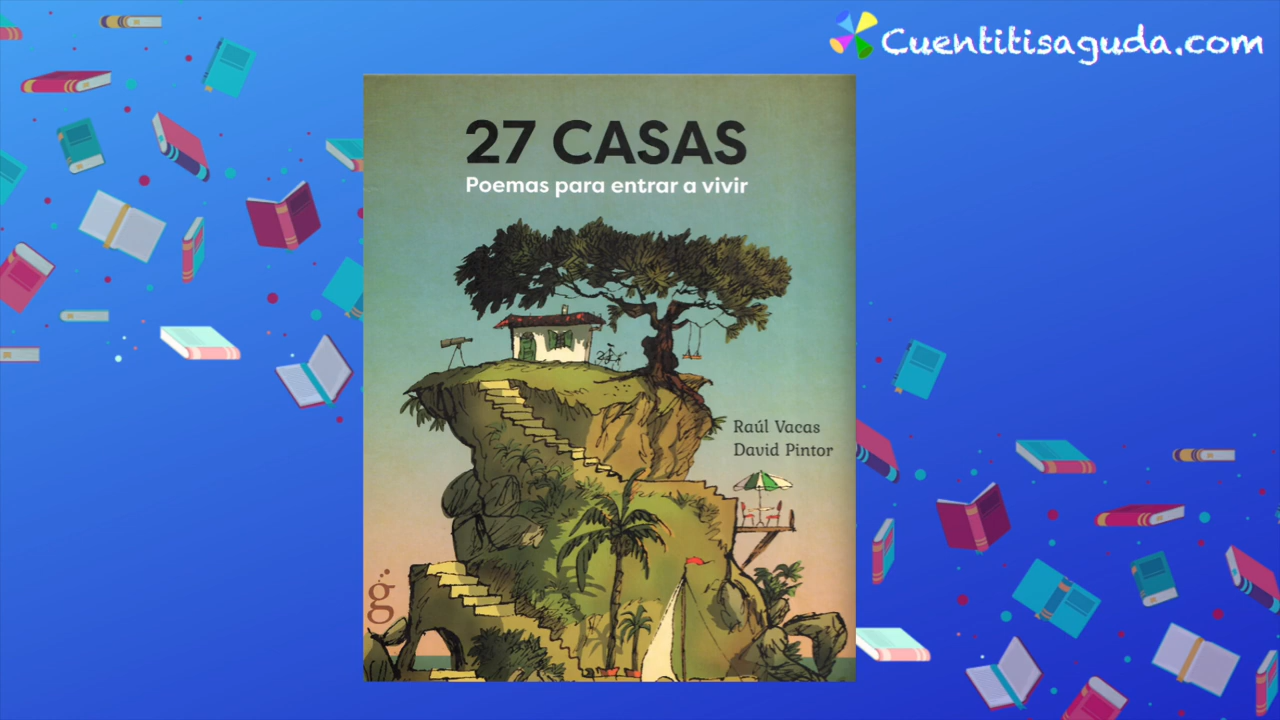 Cuentitisaguda.com
27 CASAS
Poemas para entrar a vivir
Raúl Vacas
David Pintor
g